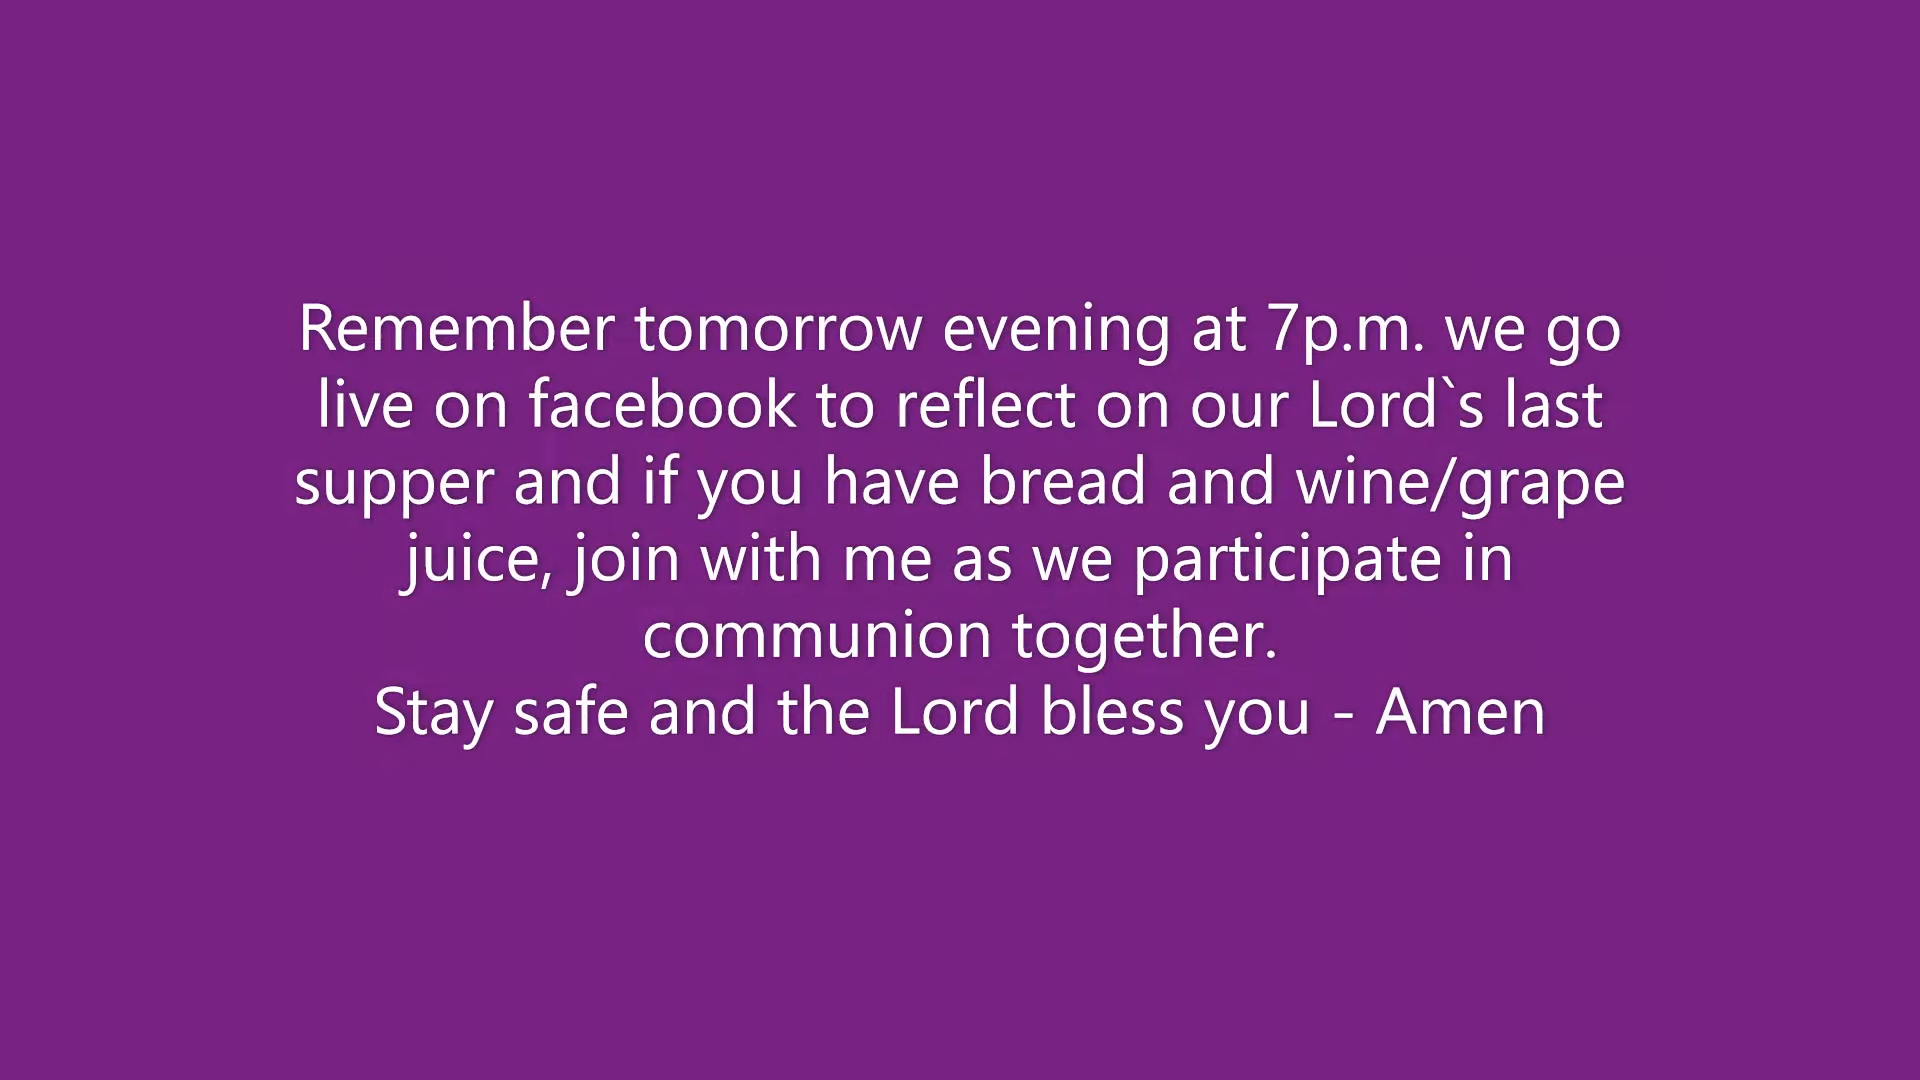 Remember tomorrow evening at 7p.m. we go
live on facebook to reflect on our Lord`s last
supper and if you have bread and wine/grape
juice, join with me as we participate in
communion together.
Stay safe and the Lord bless you - Amen